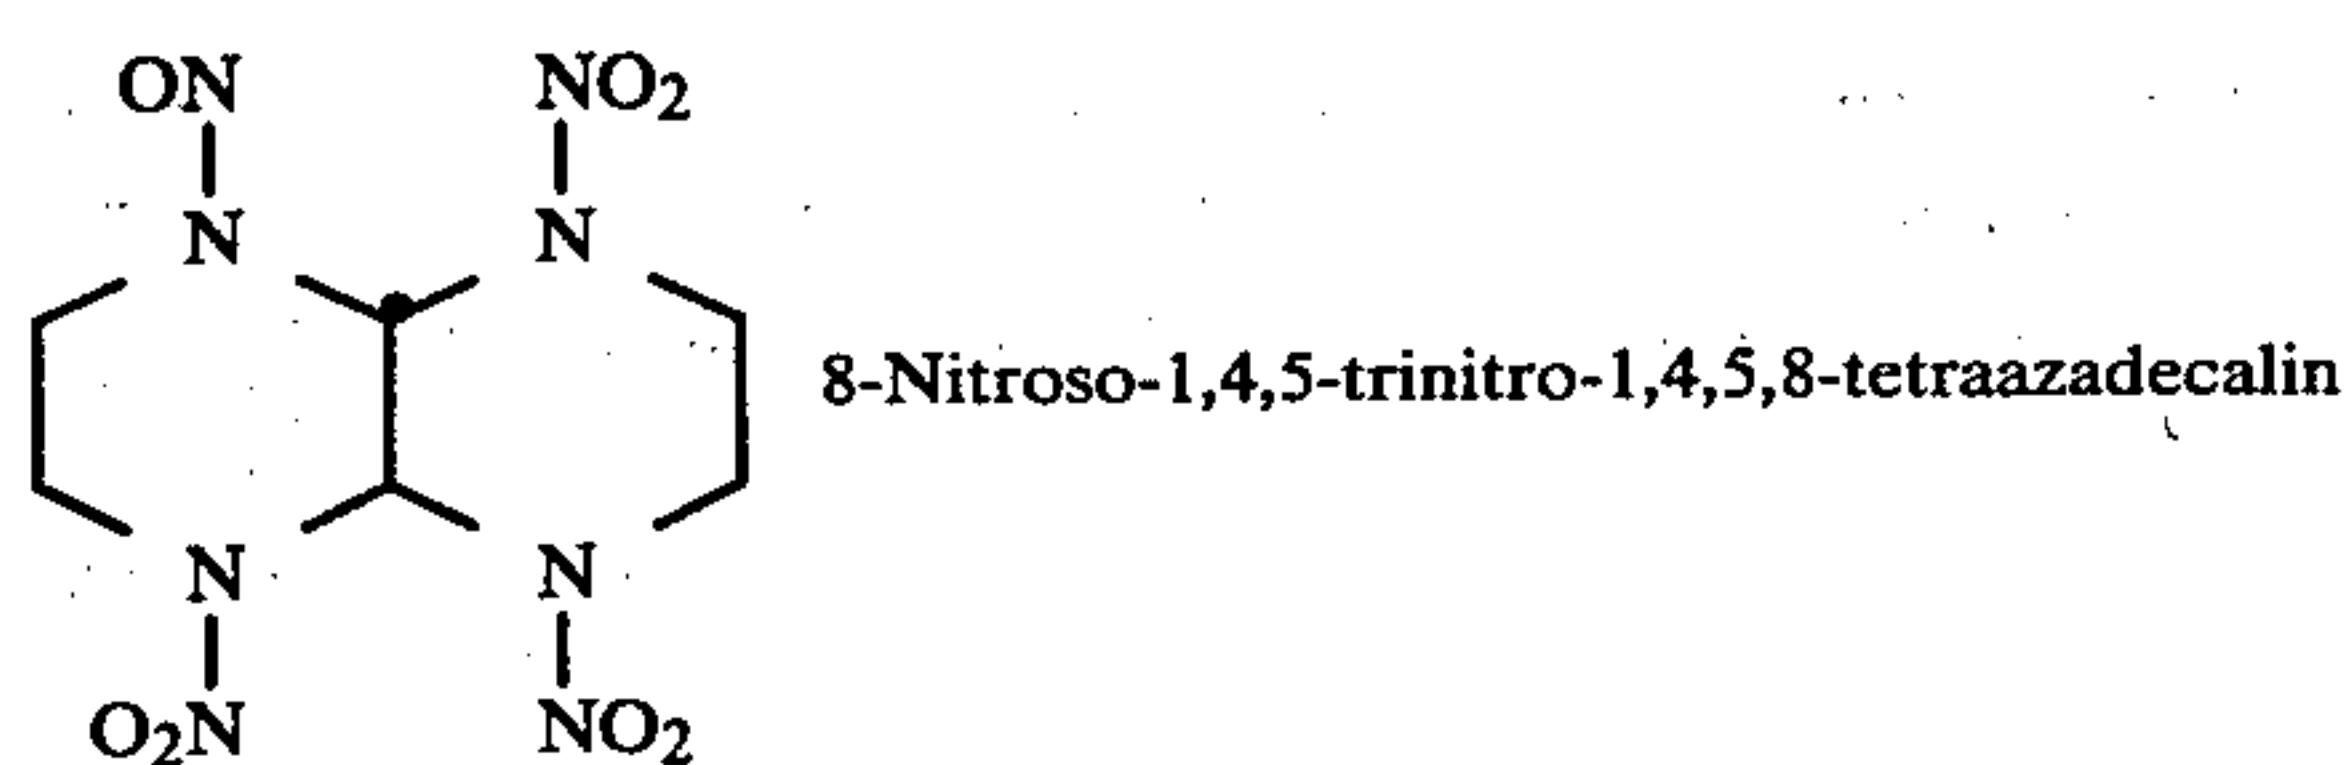 ON NO2
N N
8-Nitroso-1,4,5-trinitro-1,4,5,8-tetraazadecalin
N N
O2N NO2